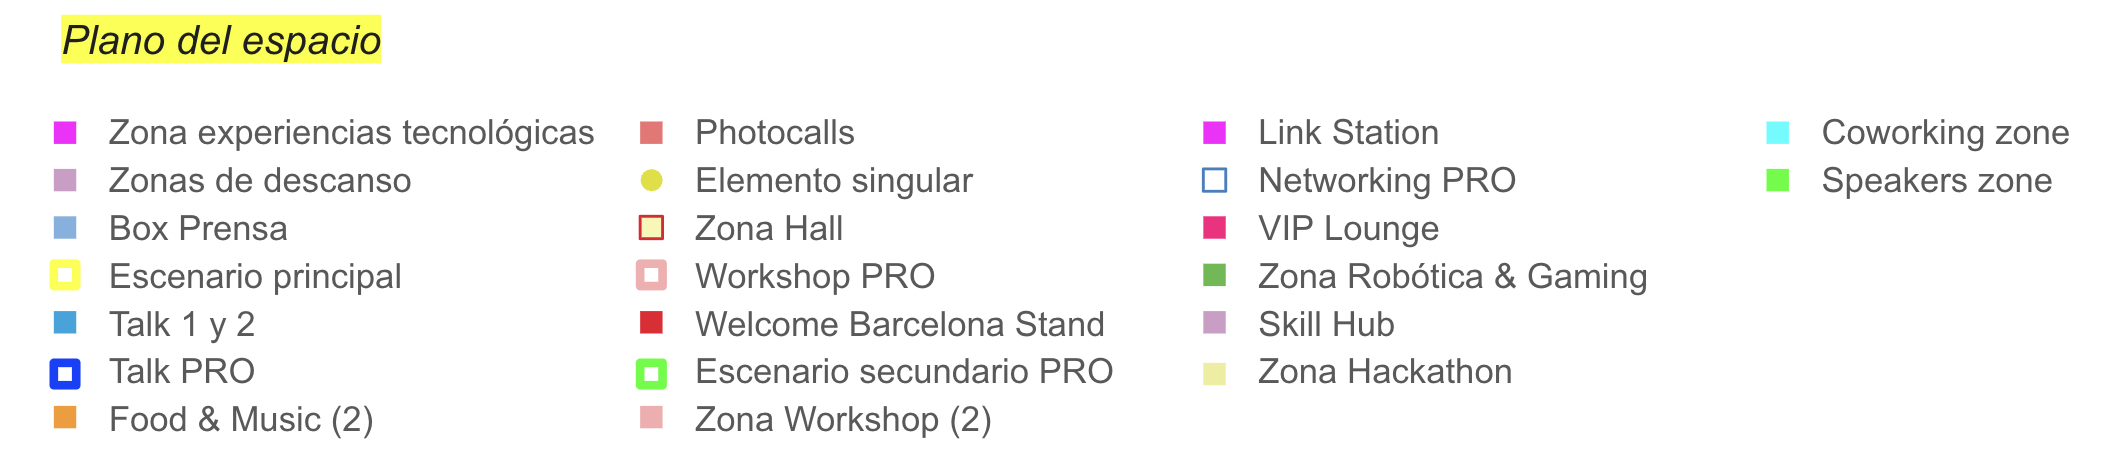 Plano del espacio
Zona experiencias tecnológicas
Zonas de descanso
Box Prensa
Escenario principal
Talk 1 y 2
Talk PRO
Food & Music (2)
Photocalls
Elemento singular
Zona Hall
Workshop PRO
Welcome Barcelona Stand
Escenario secundario PRO
Zona Workshop (2)
Link Station
Networking PRO
VIP Lounge
Zona Robótica & Gaming
Skill Hub
Zona Hackathon
Coworking zone
Speakers zone